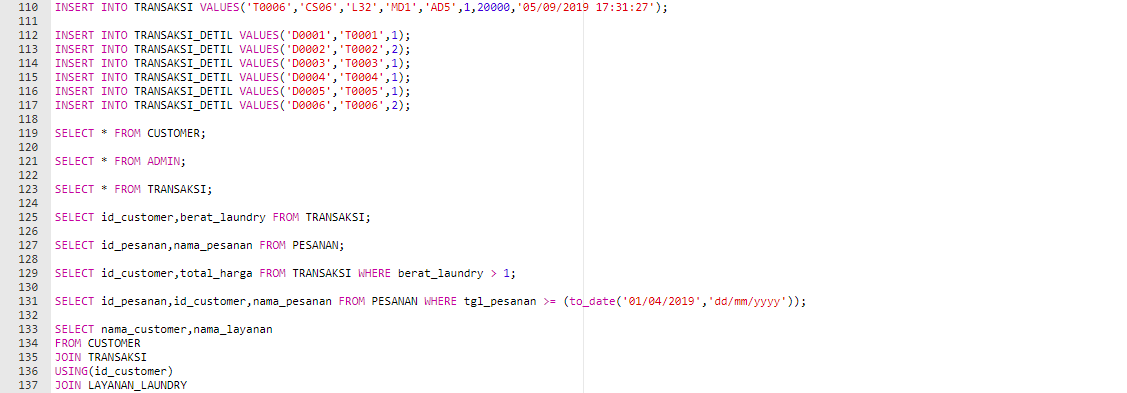 110 INSERT INTO TRANSAKSI VALUES('T0006','CS06','L32','MD1','AD5',1,20000,'05/09/2019 17:31:27');
111
112 INSERT INTO TRANSAKSI_DETIL VALUES('D0001','T0001',1);
113 INSERT INTO TRANSAKSI_DETIL VALUES('D0002','T0002',2);
114 INSERT INTO TRANSAKSI_DETIL VALUES('D0003','T0003',1);
115 INSERT INTO TRANSAKSI_DETIL VALUES('D0004','T0004',1);
116 INSERT INTO TRANSAKSI_DETIL VALUES('D0005','T0005',1);
117 INSERT INTO TRANSAKSI_DETIL VALUES('D0006','T0006',2);
118
119 SELECT * FROM CUSTOMER;
120
121 SELECT * FROM ADMIN;
122
123 SELECT * FROM TRANSAKSI;
124
125 SELECT id_customer,berat_laundry FROM TRANSAKSI;
126
127 SELECT id_pesanan,nama_pesanan FROM PESANAN;
128
129 SELECT id_customer,total_harga FROM TRANSAKSI WHERE berat_laundry > 1;
130
131 SELECT id_pesanan,id_customer,nama_pesanan FROM PESANAN WHERE tgl_pesanan >= (to_date('01/04/2019','dd/mm/yyyy'));
132
133 SELECT nama_customer,nama_layanan
134 FROM CUSTOMER
135 JOIN TRANSAKSI
136 USING(id_customer)
137 JOIN LAYANAN_LAUNDRY